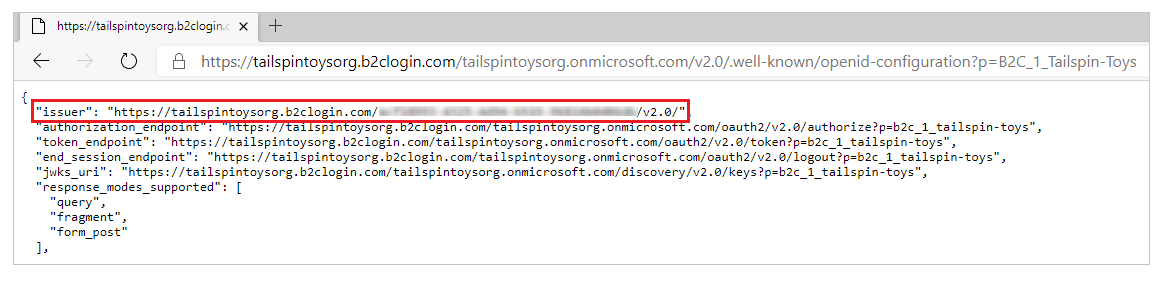 https://tailspintoysorg.b2clogin.c
https://tailspintoysorg.b2clogin.com/tailspintoysorg.onmicrosoft.com/v2.0/.well-known/openid-configuration?p=B2C_1_Tailspin-Toys
{
"issuer": "https://tailspintoysorg.b2clogin.com/ /v2.0/",
"authorization_endpoint": "https://tailspintoysorg.b2clogin.com/tailspintoysorg.onmicrosoft.com/oauth2/v2.0/authorize?p=b2c_1_tailspin-toys",
"token_endpoint": "https://tailspintoysorg.b2clogin.com/tailspintoysorg.onmicrosoft.com/oauth2/v2.0/token?p=b2c_1_tailspin-toys",
"end_session_endpoint": "https://tailspintoysorg.b2clogin.com/tailspintoysorg.onmicrosoft.com/oauth2/v2.0/logout?p=b2c_1_tailspin-toys",
"jwks_uri": "https://tailspintoysorg.b2clogin.com/tailspintoysorg.onmicrosoft.com/discovery/v2.0/keys?p=b2c_1_tailspin-toys",
"response_modes_supported": [
"query",
"fragment",
"form_post"
],